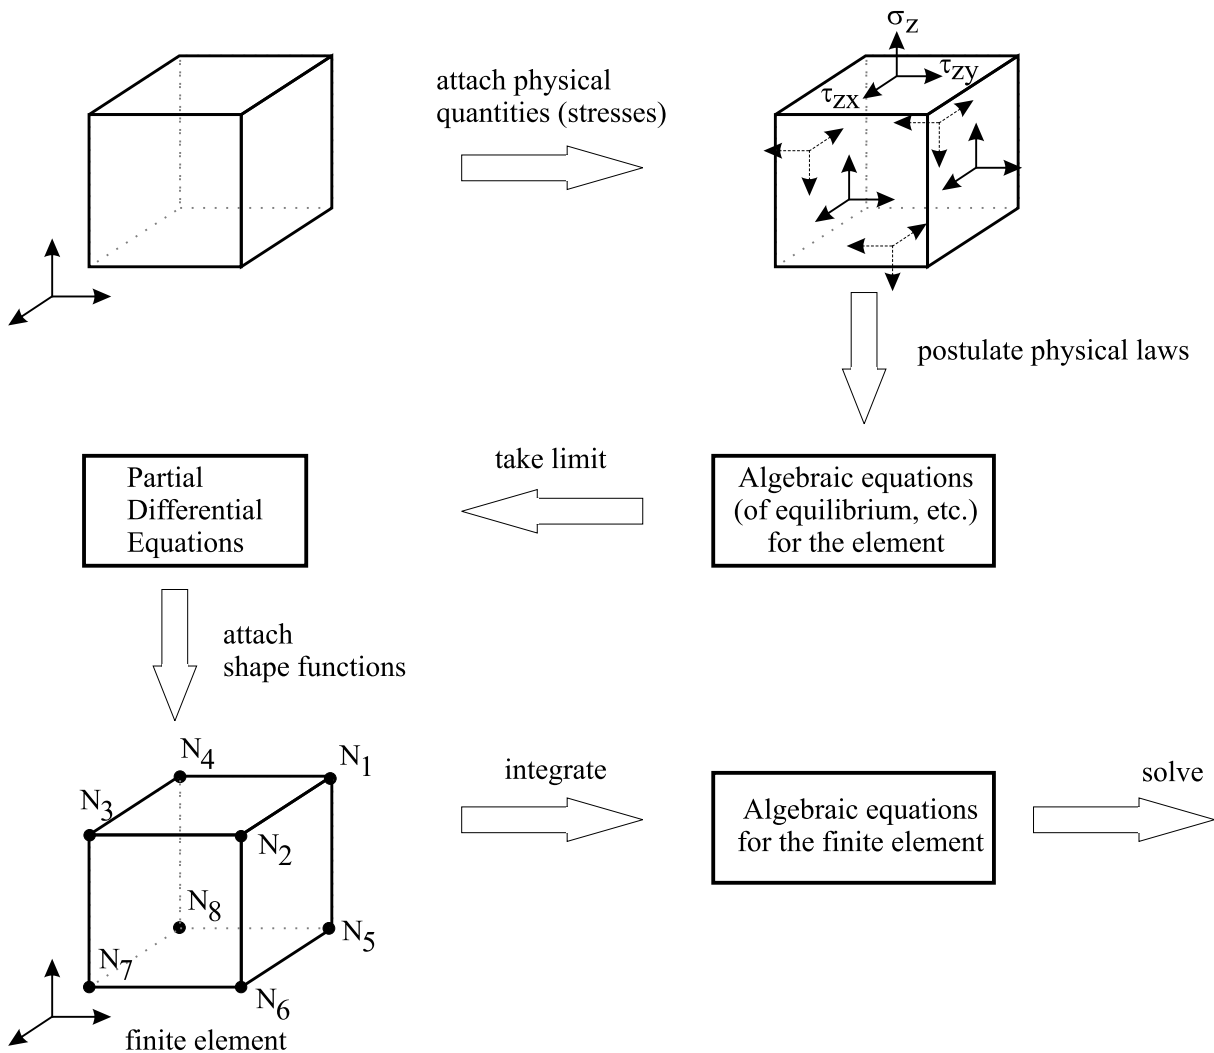 attach physical
quantities (stresses)
σz
τzy
τzx
postulate physical laws
Partial
Differential
Equations
take limit
Algebraic equations
(of equilibrium, etc.)
for the element
attach
shape functions
N4
N1
N3
N2
N8
N5
N7
N6
finite element
integrate
Algebraic equations
for the finite element
solve